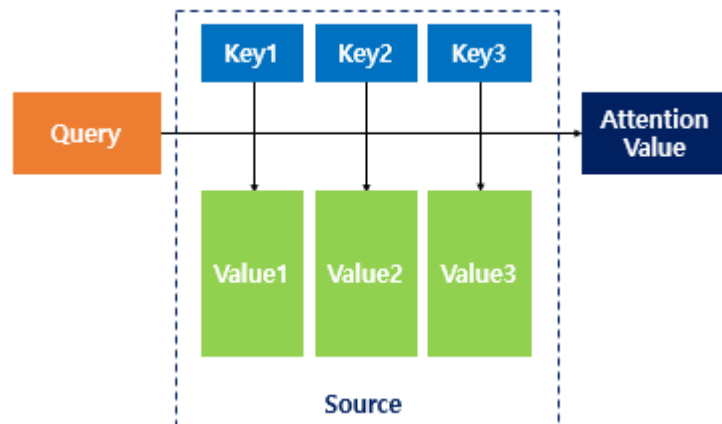 Key1 Key2 Key3
Query
Attention
Value
Value1 Value2 Value3
Source